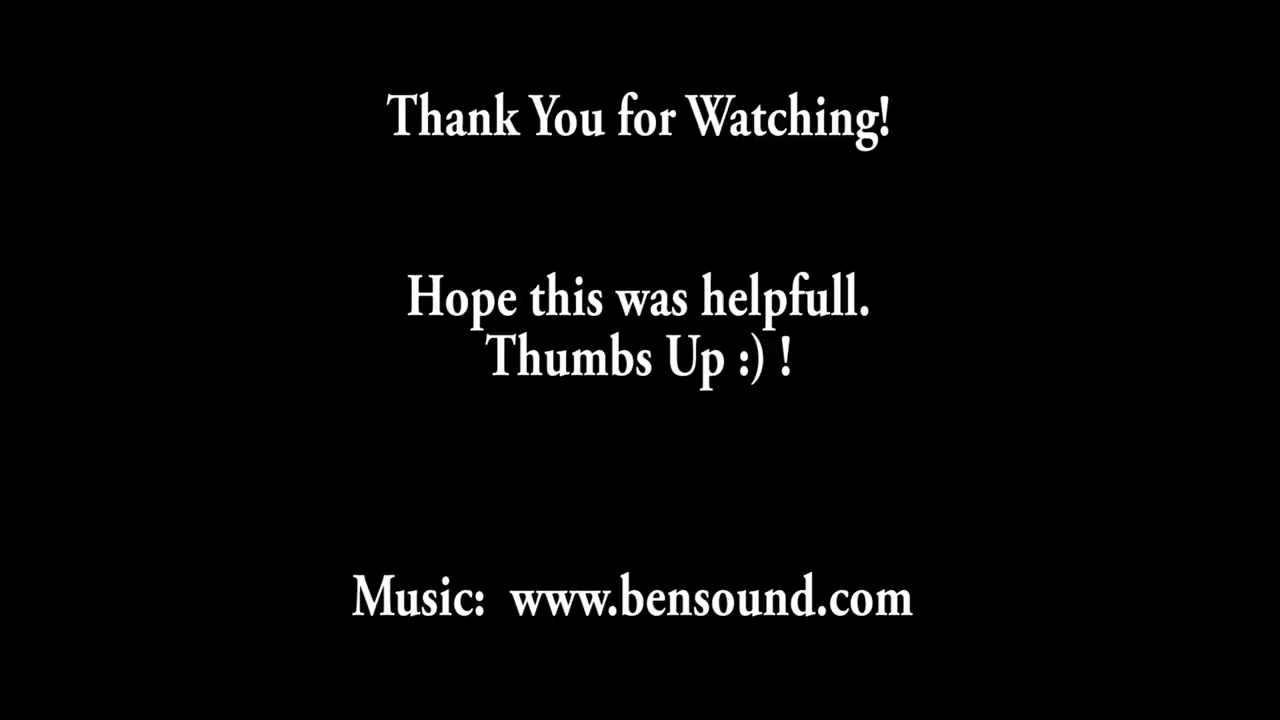 Thank You for Watching!
Hope this was helpfull.
Thumbs Up :) !
Music: www.bensound.com